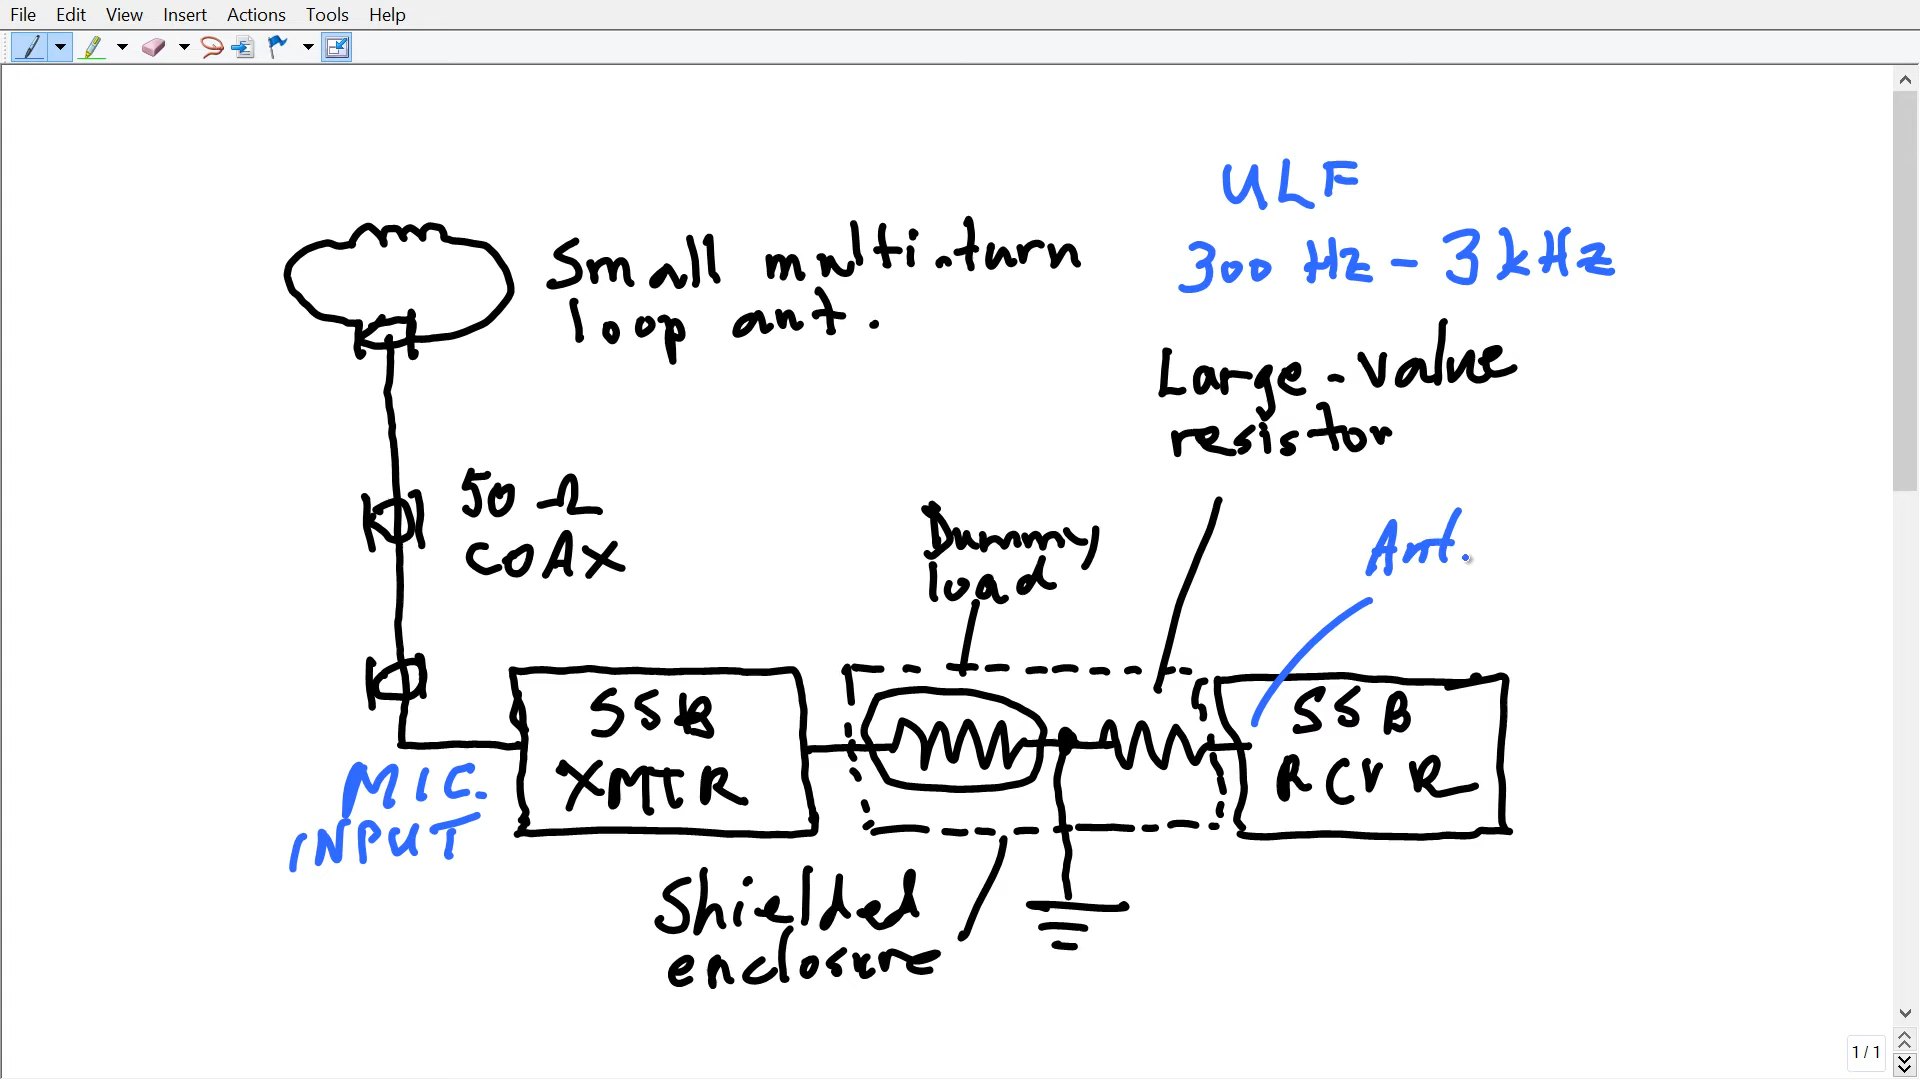 File Edit View Insert Actions Tools Help
ULF
300 Hz - 3 kHz
Small multi-turn
loop ant.
Large-value
resistor
50 Ω
COAX
Dummy
load
Ant.
SSB
XMTR
SSB
RCVR
MIC.
INPUT
Shielded
enclosure
1 / 1